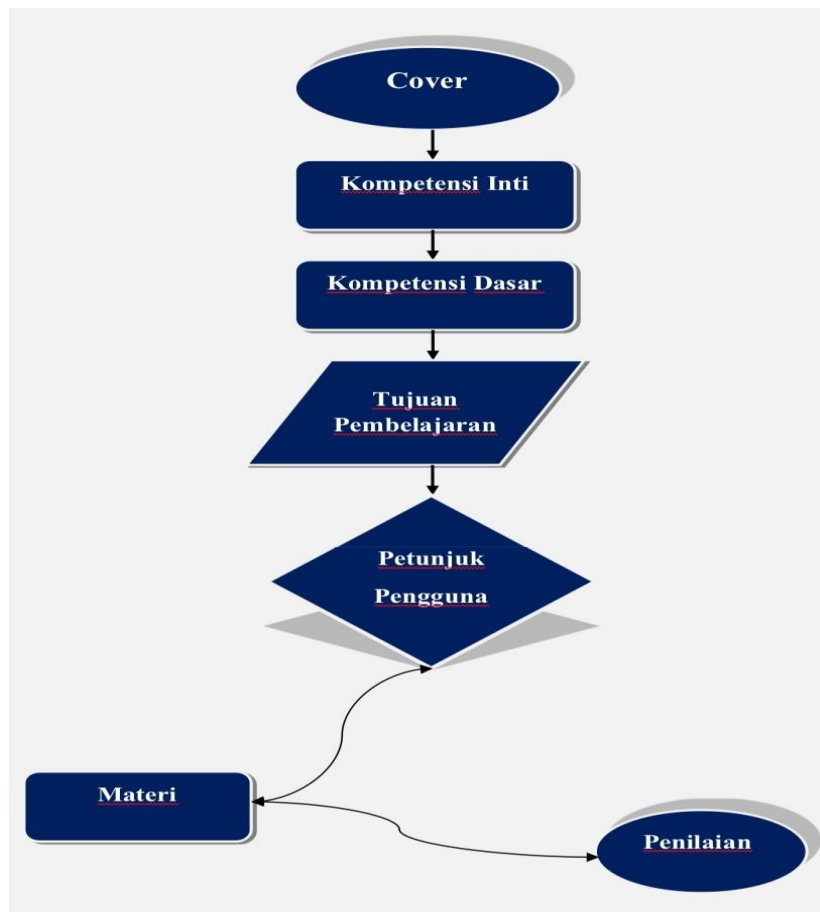 Cover
Kompetensi Inti
Kompetensi Dasar
Tujuan
Pembelajaran
Petunjuk
Pengguna
Materi
Penilaian